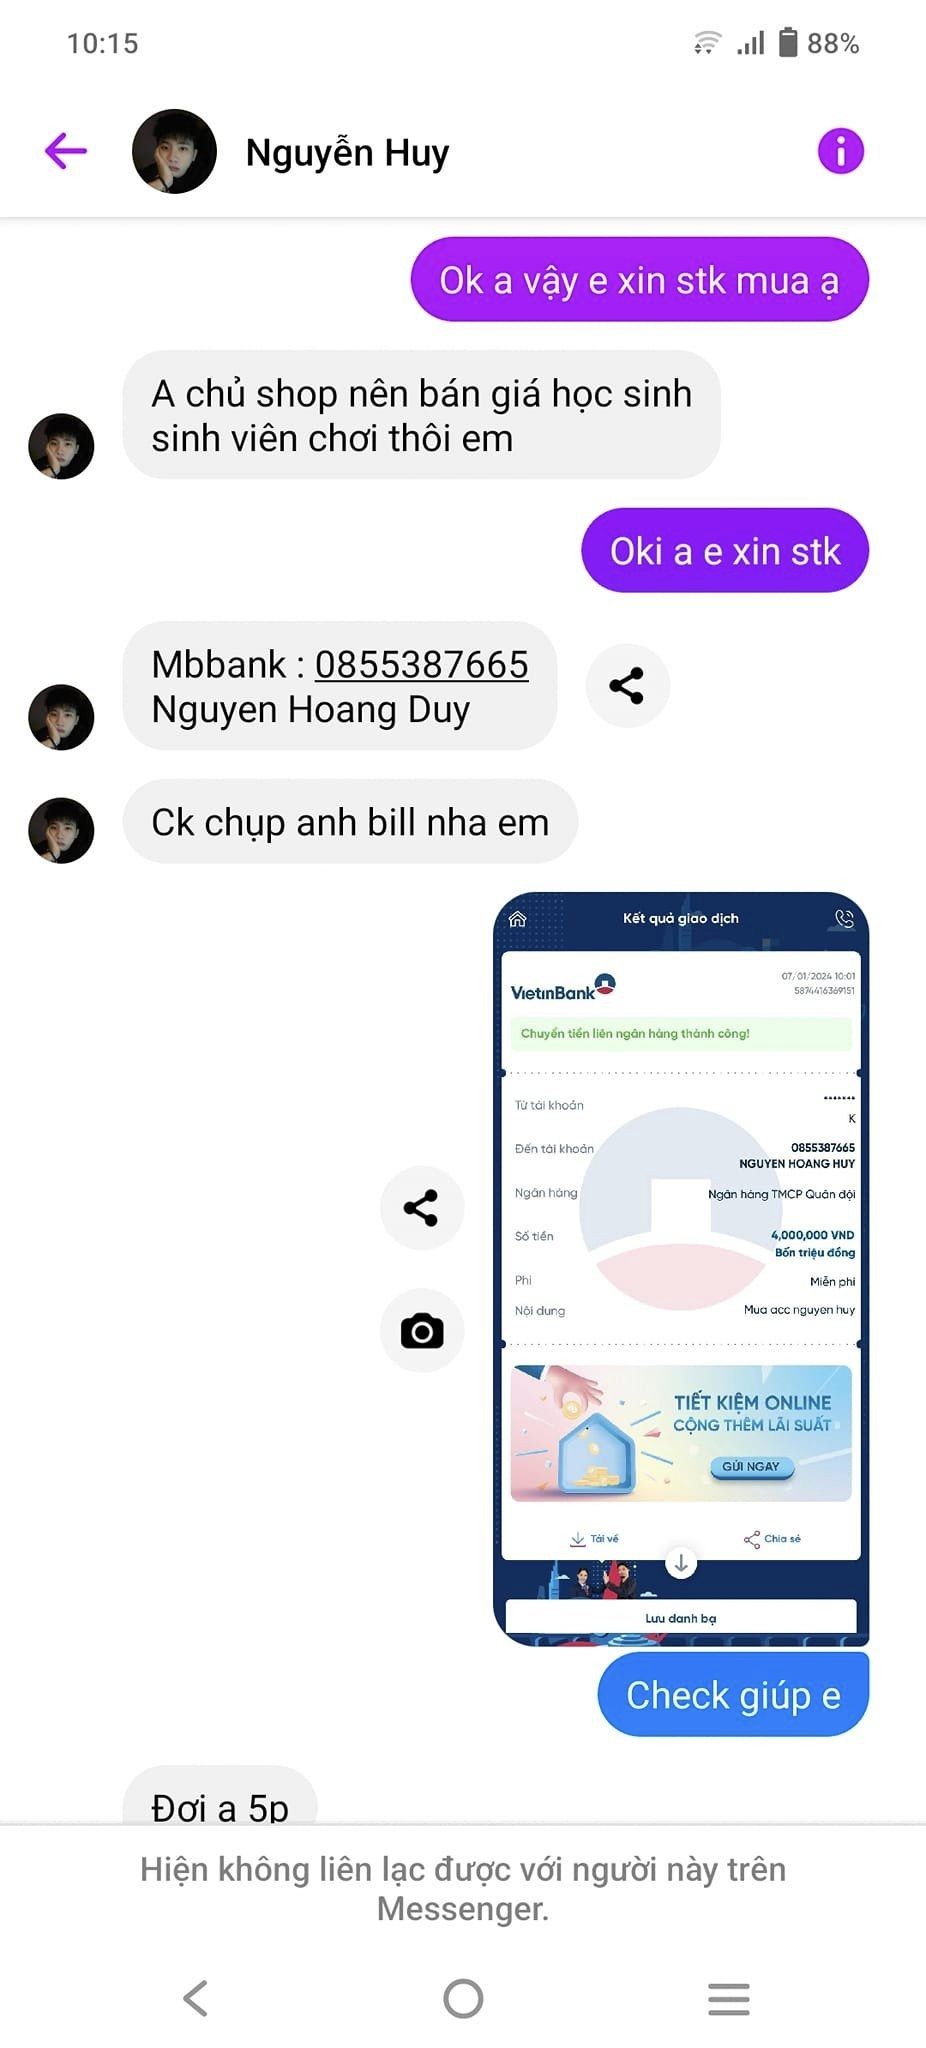 10:15
88%
Nguyễn Huy
Ok a vậy e xin stk mua ạ
A chủ shop nên bán giá học sinh
sinh viên chơi thôi em
Oki a e xin stk
Mbbank : 0855387665
Nguyen Hoang Duy
Ck chụp anh bill nha em
Kết quả giao dịch
VietinBank
07/01/2024 10:01
5874416369151
Chuyển tiền liên ngân hàng thành công!
Từ tài khoản
•••••••
K
Đến tài khoản
0855387665
NGUYEN HOANG HUY
Ngân hàng
Ngân hàng TMCP Quân đội
Số tiền
4,000,000 VND
Bốn triệu đồng
Phí
Miễn phí
Nội dung
Mua acc nguyen huy
TIẾT KIỆM ONLINE
CỘNG THÊM LÃI SUẤT
GỬI NGAY
Tải về
Chia sẻ
Lưu danh bạ
Check giúp e
Đợi a 5p
Hiện không liên lạc được với người này trên
Messenger.